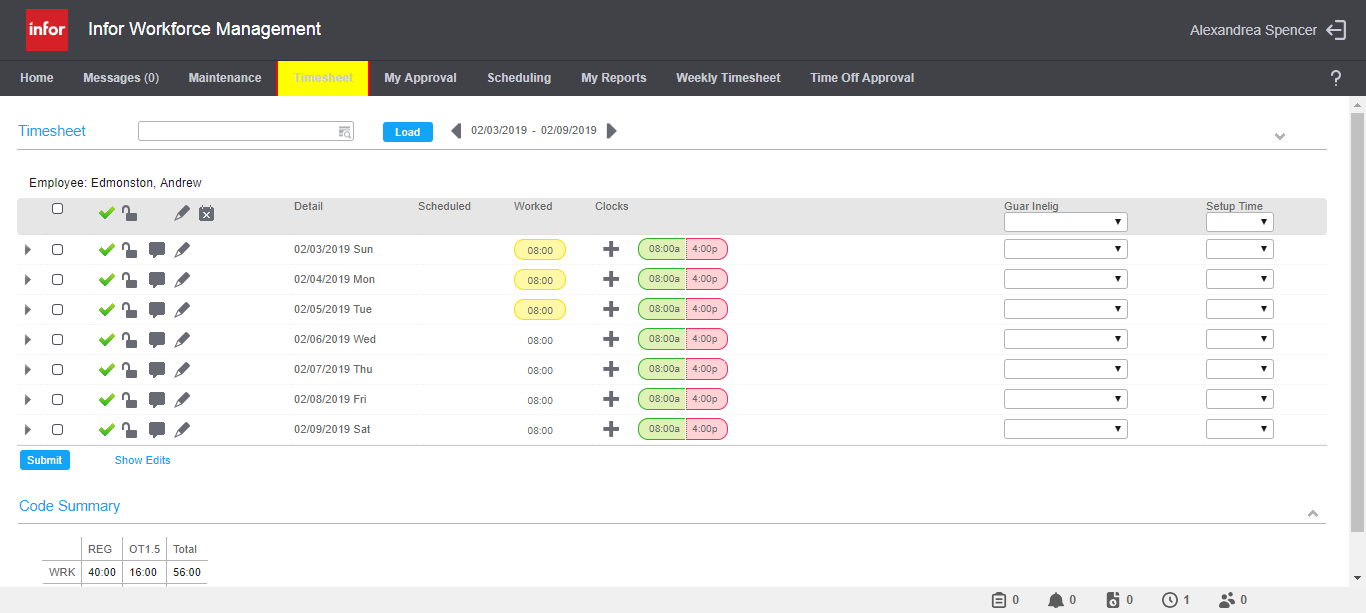 infor Infor Workforce Management Alexandrea Spencer
Home Messages (0) Maintenance Timesheet My Approval Scheduling My Reports Weekly Timesheet Time Off Approval ?
Timesheet Load 02/03/2019 - 02/09/2019
Employee: Edmonston, Andrew
Detail Scheduled Worked Clocks Guar Inelig Setup Time
02/03/2019 Sun 08:00 08:00a 4:00p
02/04/2019 Mon 08:00 08:00a 4:00p
02/05/2019 Tue 08:00 08:00a 4:00p
02/06/2019 Wed 08:00 08:00a 4:00p
02/07/2019 Thu 08:00 08:00a 4:00p
02/08/2019 Fri 08:00 08:00a 4:00p
02/09/2019 Sat 08:00 08:00a 4:00p
Submit Show Edits
Code Summary
REG OT1.5 Total
WRK 40:00 16:00 56:00
0 0 0 1 0